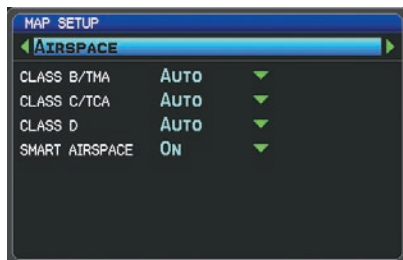 MAP SETUP
AIRSPACE
CLASS B/TMA AUTO
CLASS C/TCA AUTO
CLASS D AUTO
SMART AIRSPACE ON